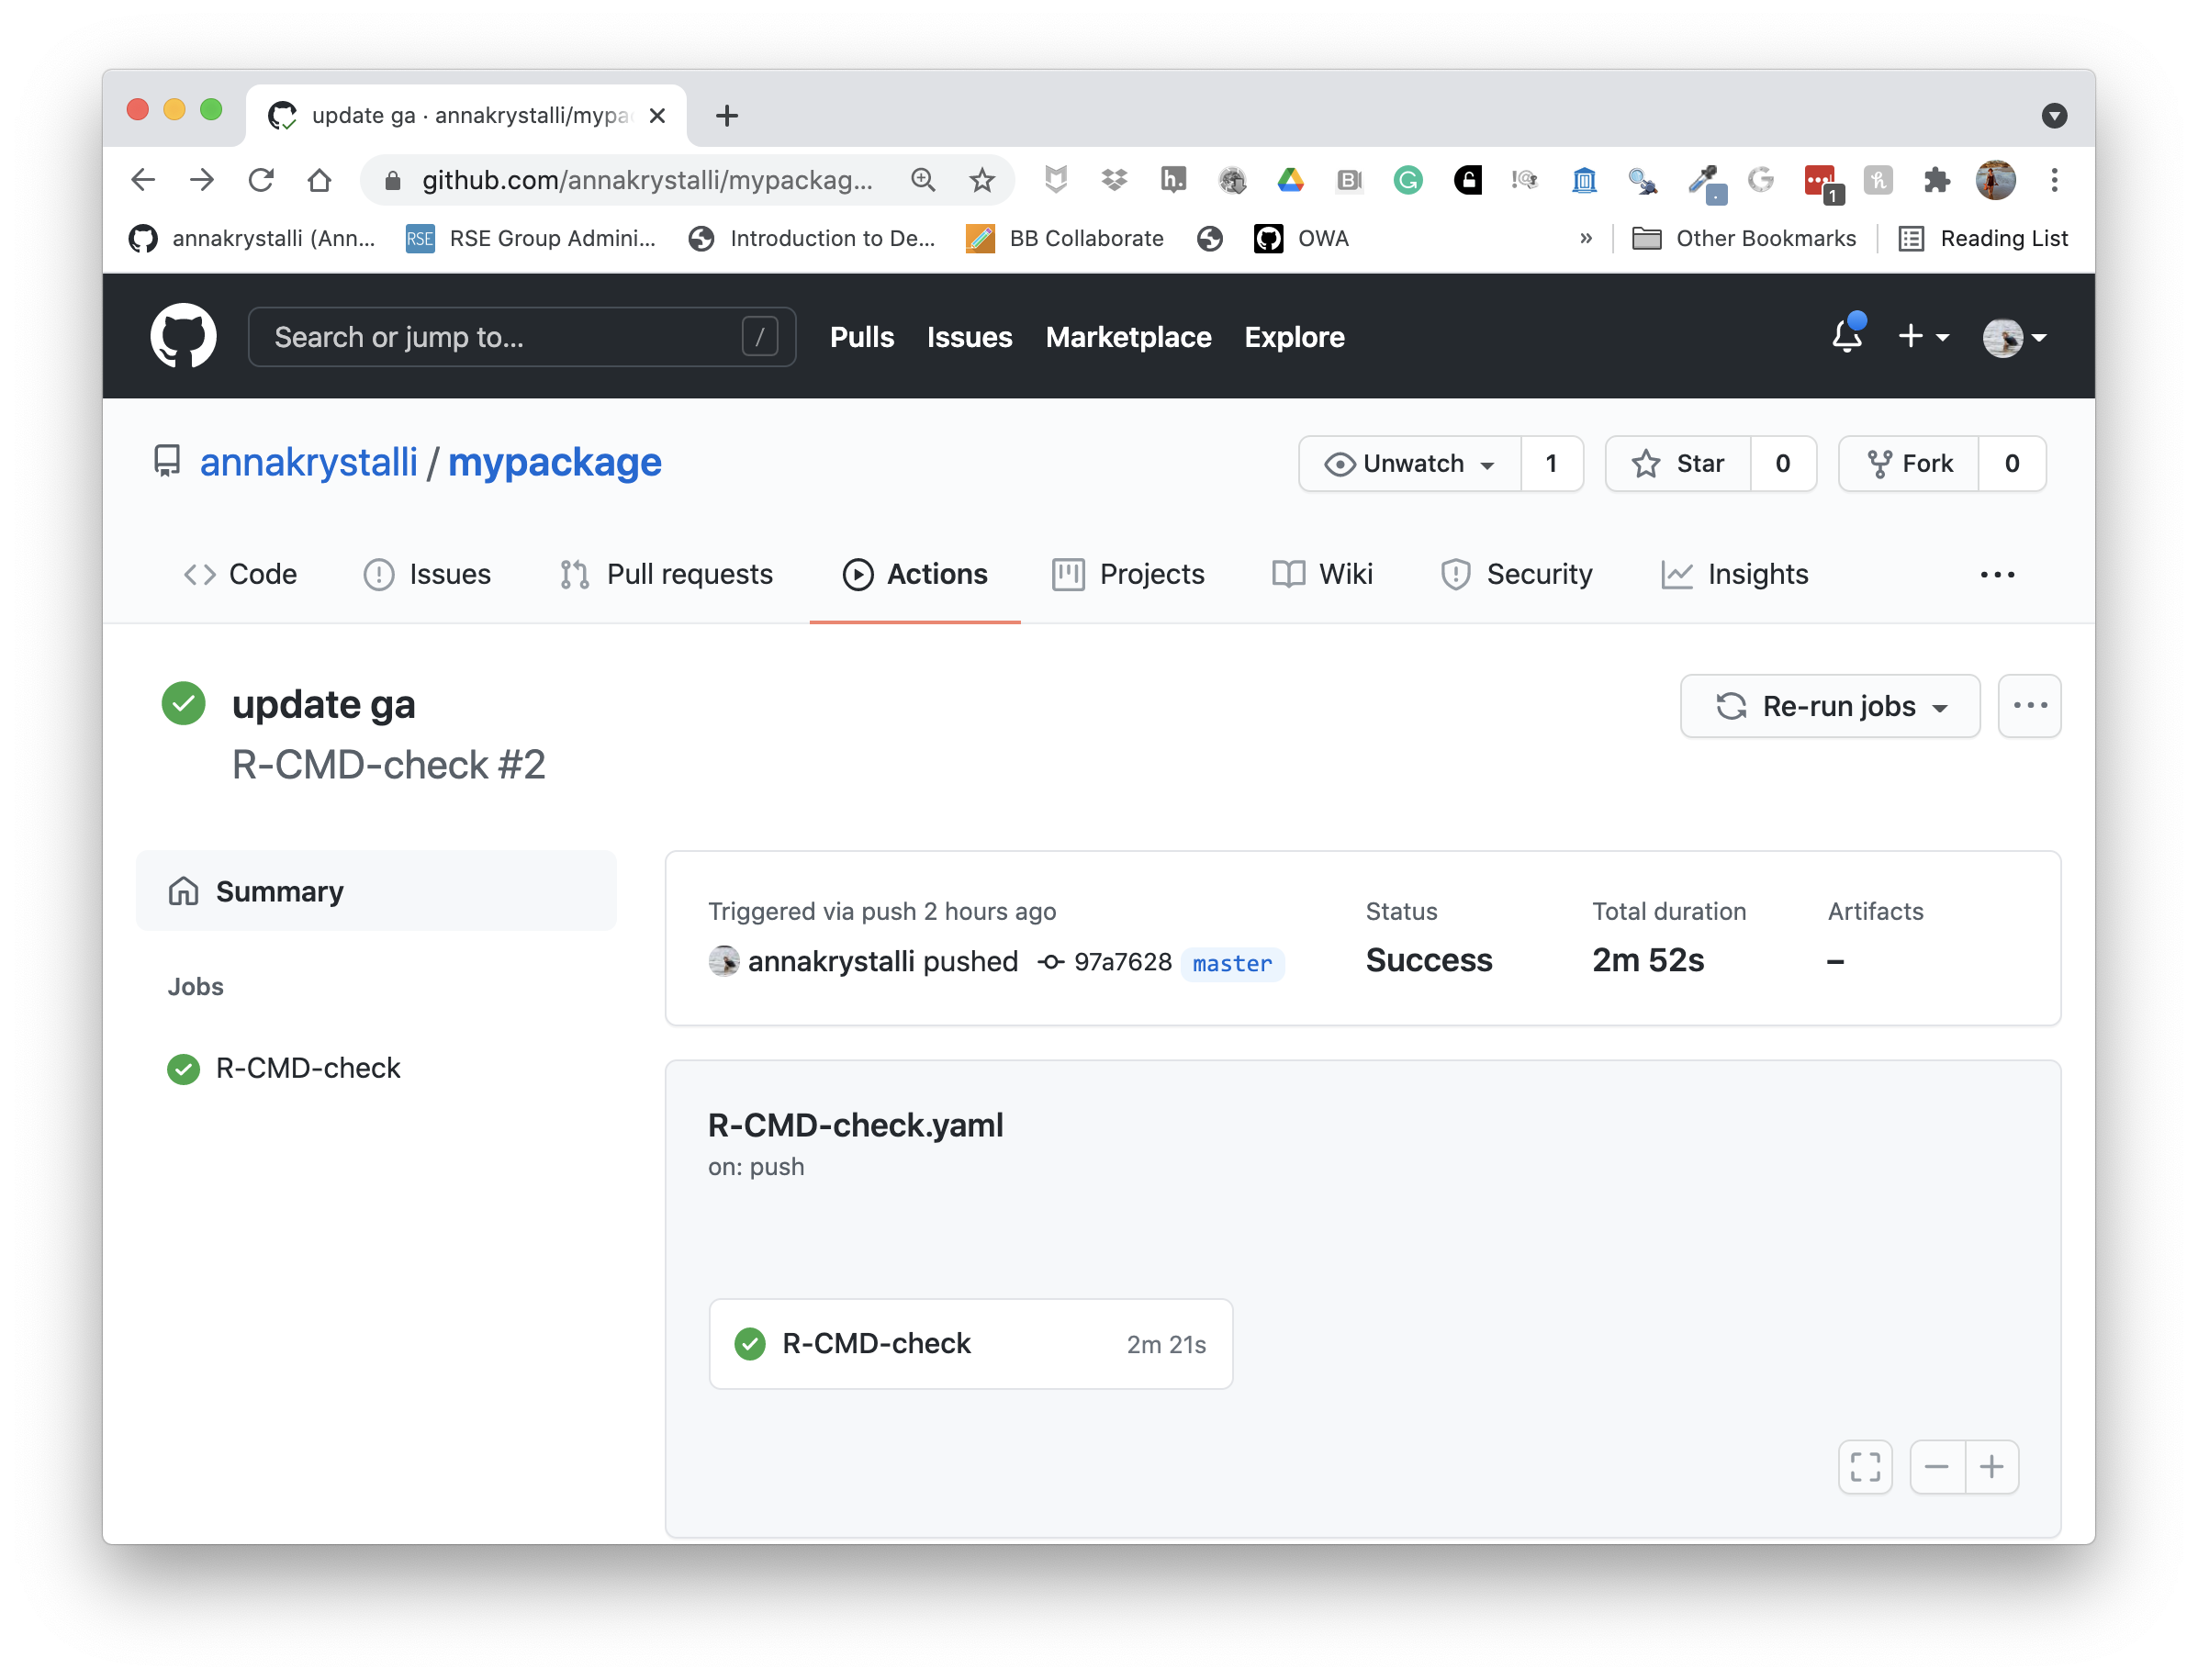 update ga · annakrystalli/mypa
github.com/annakrystalli/mypackag...
1
annakrystalli (Ann...
RSE
RSE Group Admini...
Introduction to De...
BB Collaborate
OWA
»
Other Bookmarks
Reading List
Search or jump to...
/
Pulls
Issues
Marketplace
Explore
annakrystalli / mypackage
Unwatch
1
Star
0
Fork
0
Code
Issues
Pull requests
Actions
Projects
Wiki
Security
Insights
update ga
R-CMD-check #2
Re-run jobs
Summary
Jobs
R-CMD-check
Triggered via push 2 hours ago
annakrystalli pushed 97a7628 master
Status
Success
Total duration
2m 52s
Artifacts
–
R-CMD-check.yaml
on: push
R-CMD-check
2m 21s